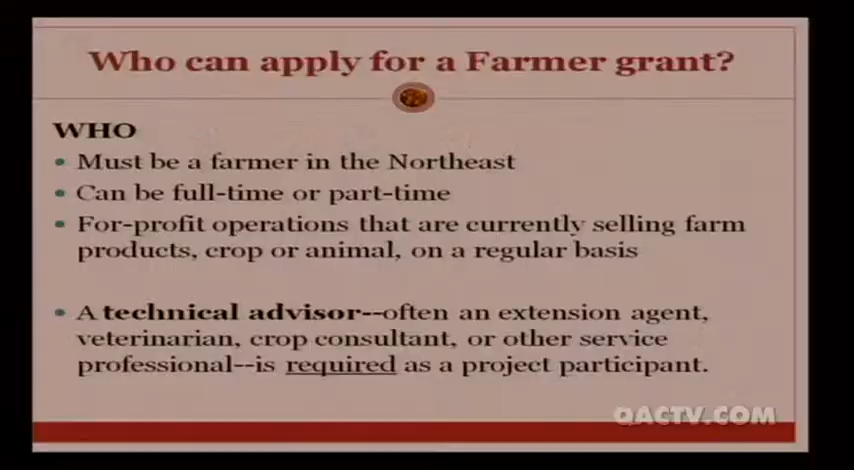 Who can apply for a Farmer grant?
WHO
• Must be a farmer in the Northeast
• Can be full-time or part-time
• For-profit operations that are currently selling farm
products, crop or animal, on a regular basis
• A technical advisor--often an extension agent,
veterinarian, crop consultant, or other service
professional--is required as a project participant.
QACTV.COM